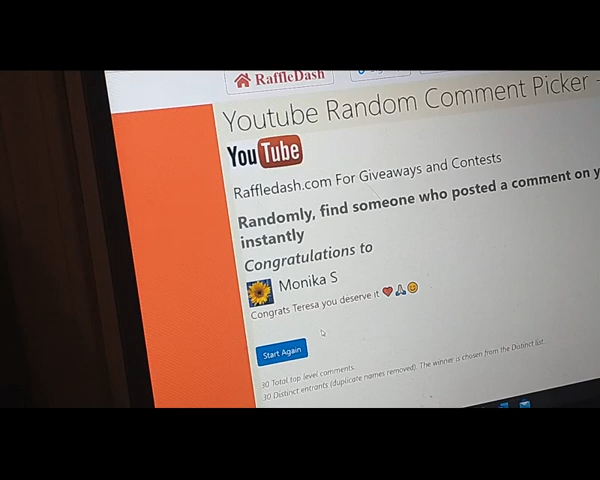 RaffleDash
Youtube Random Comment Picker -
YouTube
Raffledash.com For Giveaways and Contests
Randomly, find someone who posted a comment on y
instantly
Congratulations to
Monika S
Congrats Teresa you deserve it ❤️🙏😊
Start Again
30 Total top level comments.
30 Distinct entrants (duplicate names removed). The winner is chosen from the Distinct list.